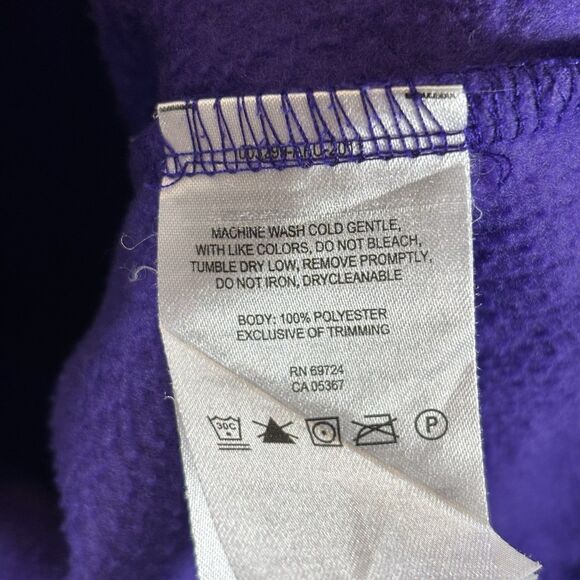 MACHINE WASH COLD GENTLE,
WITH LIKE COLORS, DO NOT BLEACH,
TUMBLE DRY LOW, REMOVE PROMPTLY,
DO NOT IRON, DRYCLEANABLE
BODY: 100% POLYESTER
EXCLUSIVE OF TRIMMING
RN 69724
CA 05367
30C
P